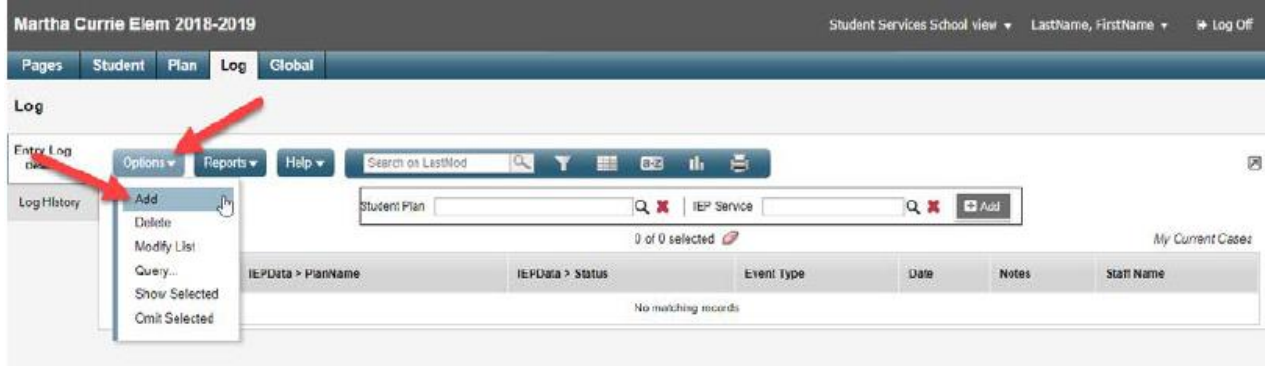 Martha Currie Elem 2018-2019
Student Services School view LastName, FirstName Log Off
Pages Student Plan Log Global
Log
Entry Log
Options Reports Help Search on LastMod a-z
Log History
Add
Delete
Modify List
Query...
Show Selected
Omit Selected
Student Plan IEP Service Add
0 of 0 selected
My Current Cases
IEPData > PlanName IEPData > Status Event Type Date Notes Staff Name
No matching records